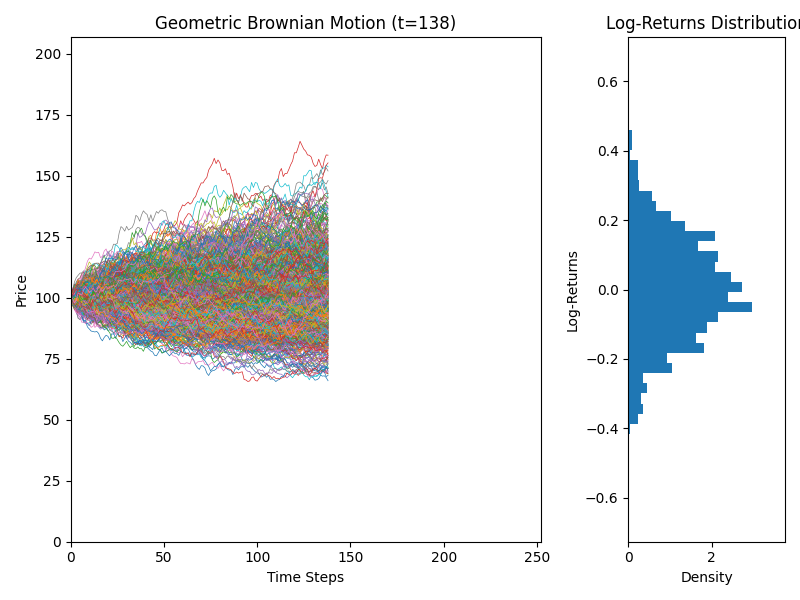 Geometric Brownian Motion (t=138)
200
175
150
125
100
75
50
25
0
Price
0 50 100 150 200 250
Time Steps
Log-Returns Distribution
0.6
0.4
0.2
0.0
−0.2
−0.4
−0.6
Log-Returns
0 2
Density